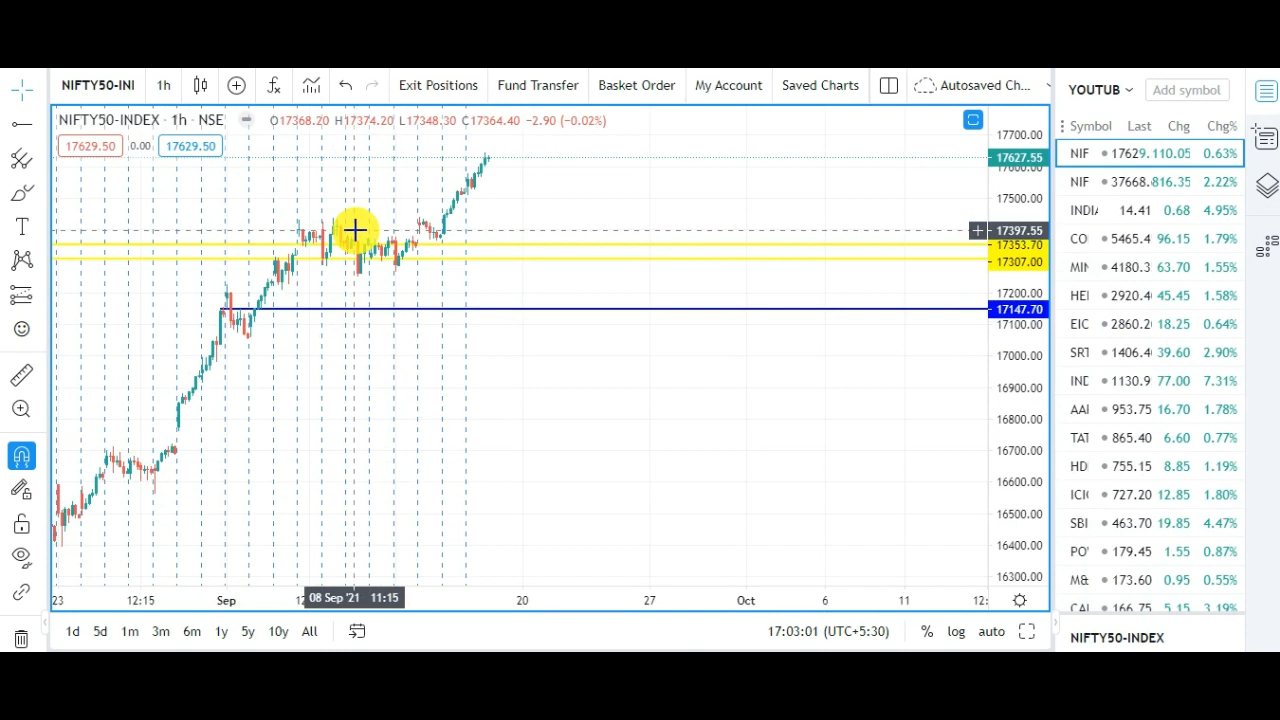 NIFTY50-INI 1h Exit Positions Fund Transfer Basket Order My Account Saved Charts Autosaved Ch...
NIFTY50-INDEX · 1h · NSE O17368.20 H17374.20 L17348.30 C17364.40 -2.90 (-0.02%)
17629.50 0.00 17629.50
17700.00
17627.55
17600.00
17500.00
17397.55
17353.70
17307.00
17200.00
17147.70
17100.00
17000.00
16900.00
16800.00
16700.00
16600.00
16500.00
16400.00
16300.00
23 12:15 Sep 08 Sep '21 11:15 20 27 Oct 6 11 12:
1d 5d 1m 3m 6m 1y 5y 10y All 17:03:01 (UTC+5:30) % log auto
YOUTUB Add symbol
Symbol Last Chg Chg%
NIF 17629. 110.05 0.63%
NIF 37668. 816.35 2.22%
INDIA 14.41 0.68 4.95%
CO 5465.4 96.15 1.79%
MIN 4180.3 63.70 1.55%
HEI 2920.4 45.45 1.58%
EIC 2860.2 18.25 0.64%
SRT 1406.4 39.60 2.90%
IND 1130.9 77.00 7.31%
AAI 953.75 16.70 1.78%
TAT 865.40 6.60 0.77%
HD 755.15 8.85 1.19%
ICI 727.20 12.85 1.80%
SBI 463.70 19.85 4.47%
PO' 179.45 1.55 0.87%
M& 173.60 0.95 0.55%
CAI 166.75 5.15 3.19%
NIFTY50-INDEX